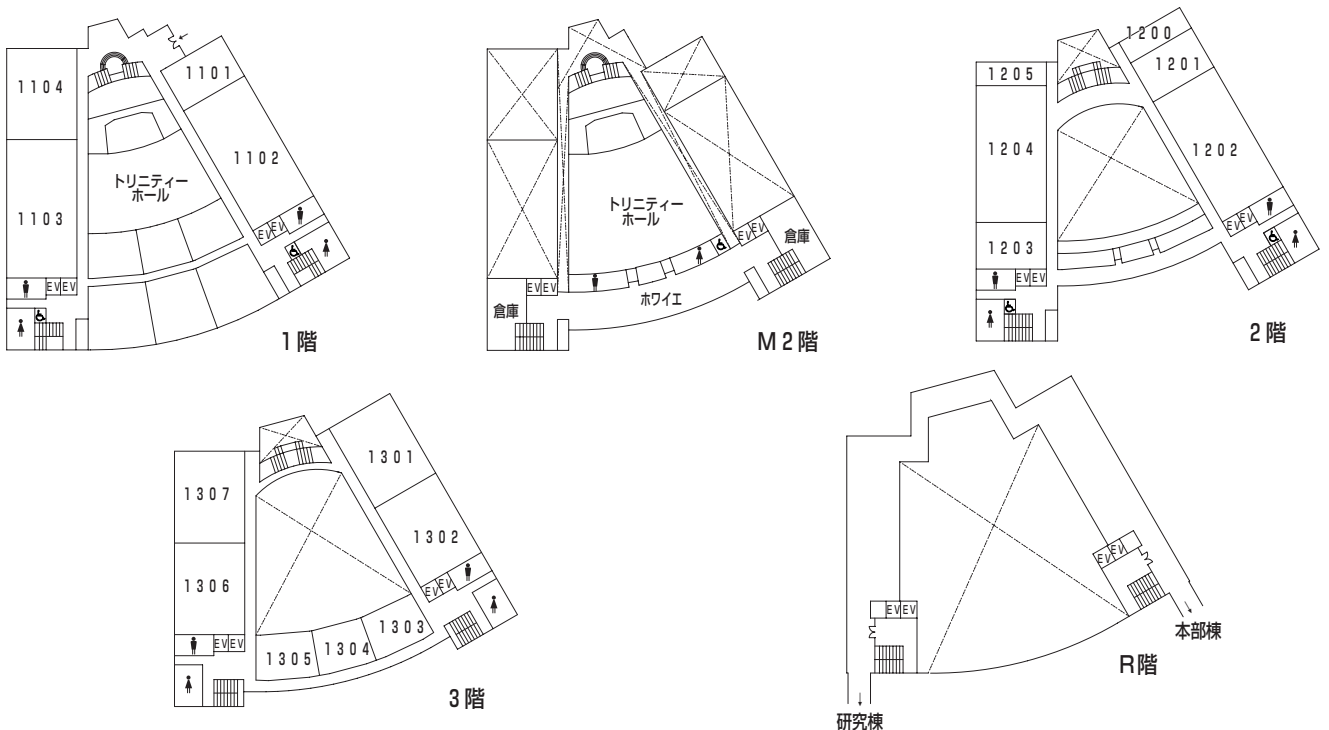 1104
1101
1102
1103
トリニティー
ホール
EV EV
EV EV
1階
トリニティー
ホール
EV EV
倉庫
EV EV
倉庫
ホワイエ
M2階
1200
1201
1205
1204
1202
1203
EV EV
EV EV
2階
1301
1307
1302
1306
EV EV
1303
1304
1305
EV EV
3階
EV EV
EV EV
本部棟
R階
研究棟